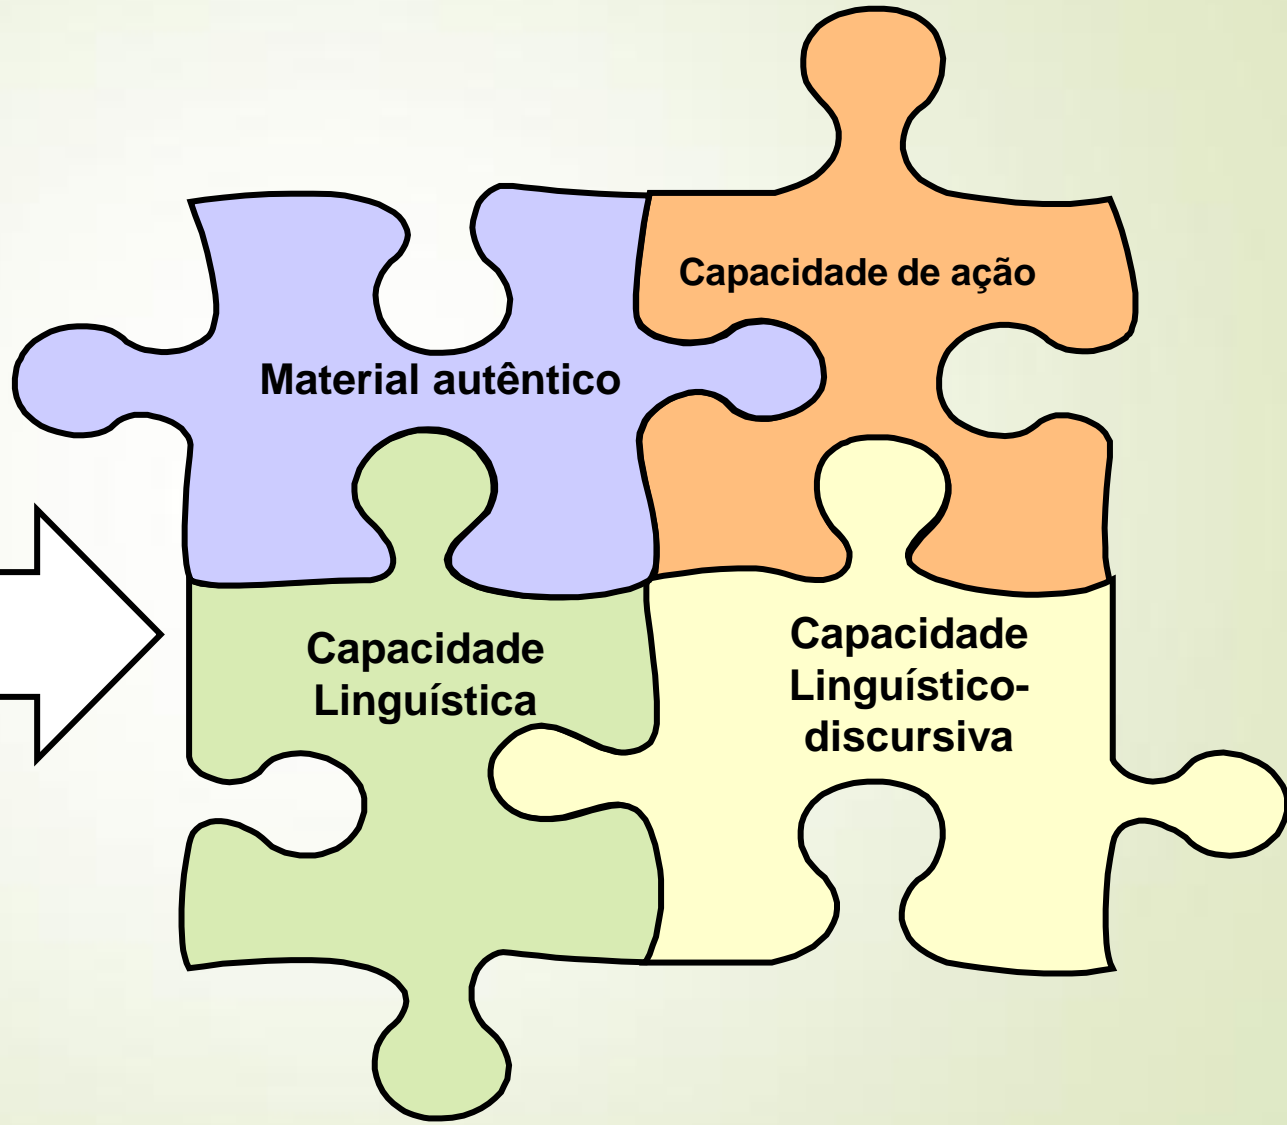 Capacidade de ação
Material autêntico
Capacidade
Linguística
Capacidade
Linguístico-
discursiva